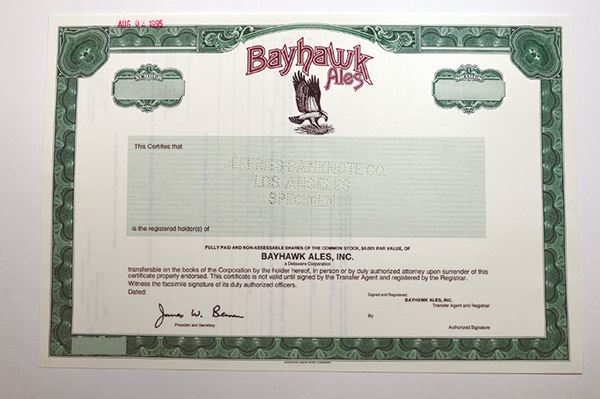 AUG 02 1995
Bayhawk
Ales
NUMBER
SHARES
This Certifies that
JEFFRIES BANKNOTE CO.
LOS ANGELES
SPECIMEN
is the registered holder(s) of
FULLY PAID AND NON-ASSESSABLE SHARES OF THE COMMON STOCK, $0.001 PAR VALUE, OF
BAYHAWK ALES, INC.
a Delaware Corporation
transferable on the books of the Corporation by the holder hereof, in person or by duly authorized attorney upon surrender of this
certificate properly endorsed. This certificate is not valid until signed by the Transfer Agent and registered by the Registrar.
Witness the facsimile signature of its duly authorized officers.
Dated:
Signed and Registered
BAYHAWK ALES, INC.
Transfer Agent and Registrar
James W. Beman
President and Secretary
By
Authorized Signature